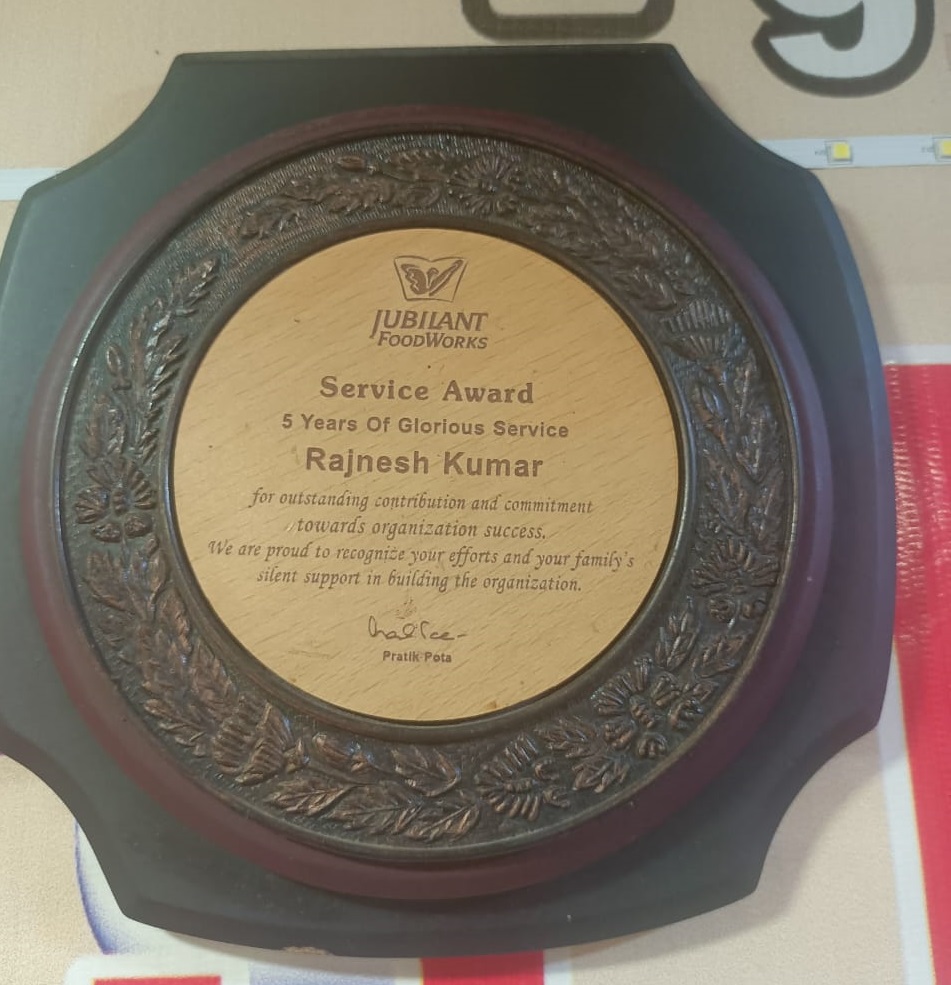 g
JUBILANT
FOODWORKS
Service Award
5 Years Of Glorious Service
Rajnesh Kumar
for outstanding contribution and commitment
towards organization success.
We are proud to recognize your efforts and your family's
silent support in building the organization.
Pratik Pota